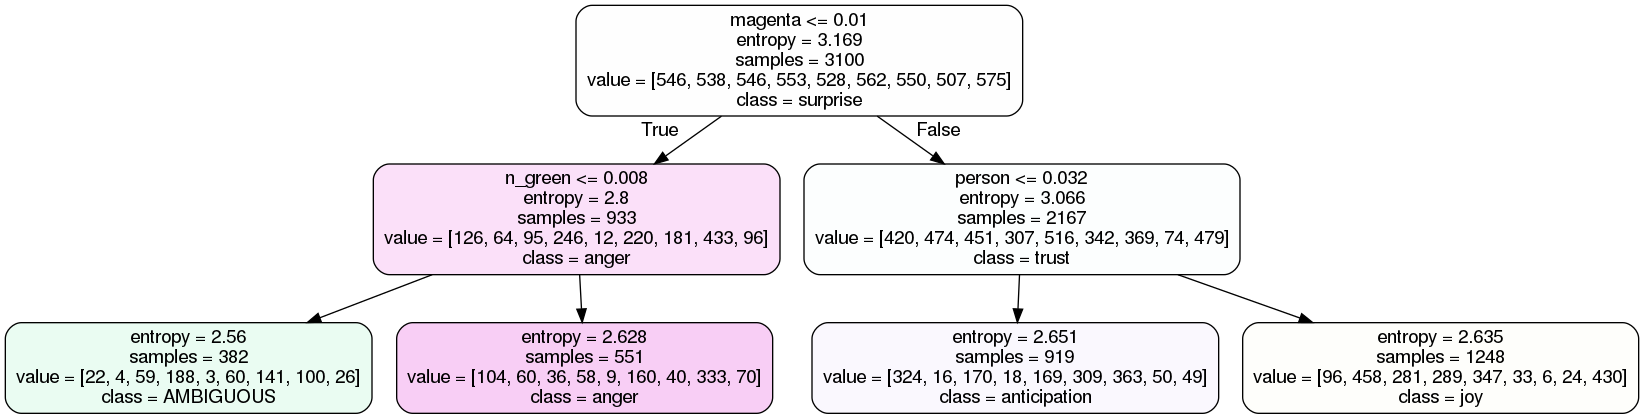 magenta <= 0.01
entropy = 3.169
samples = 3100
value = [546, 538, 546, 553, 528, 562, 550, 507, 575]
class = surprise
True
False
n_green <= 0.008
entropy = 2.8
samples = 933
value = [126, 64, 95, 246, 12, 220, 181, 433, 96]
class = anger
person <= 0.032
entropy = 3.066
samples = 2167
value = [420, 474, 451, 307, 516, 342, 369, 74, 479]
class = trust
entropy = 2.56
samples = 382
value = [22, 4, 59, 188, 3, 60, 141, 100, 26]
class = AMBIGUOUS
entropy = 2.628
samples = 551
value = [104, 60, 36, 58, 9, 160, 40, 333, 70]
class = anger
entropy = 2.651
samples = 919
value = [324, 16, 170, 18, 169, 309, 363, 50, 49]
class = anticipation
entropy = 2.635
samples = 1248
value = [96, 458, 281, 289, 347, 33, 6, 24, 430]
class = joy